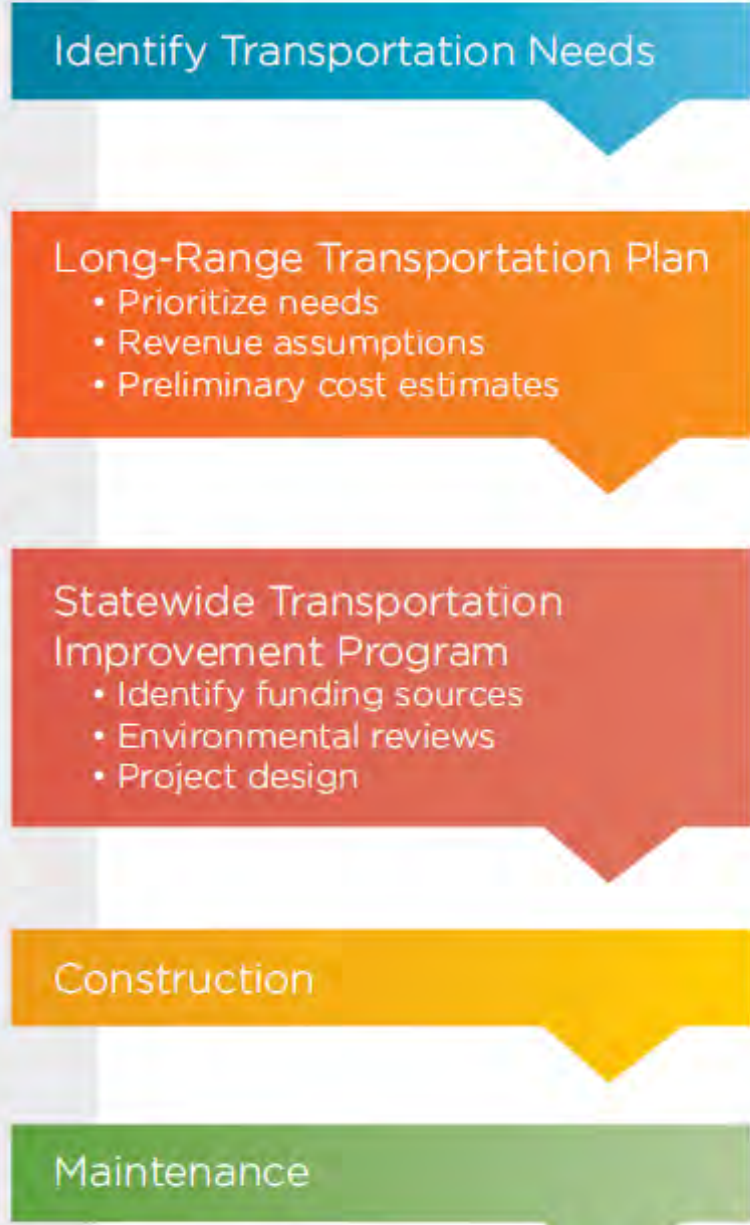 Identify Transportation Needs
Long-Range Transportation Plan
• Prioritize needs
• Revenue assumptions
• Preliminary cost estimates
Statewide Transportation
Improvement Program
• Identify funding sources
• Environmental reviews
• Project design
Construction
Maintenance